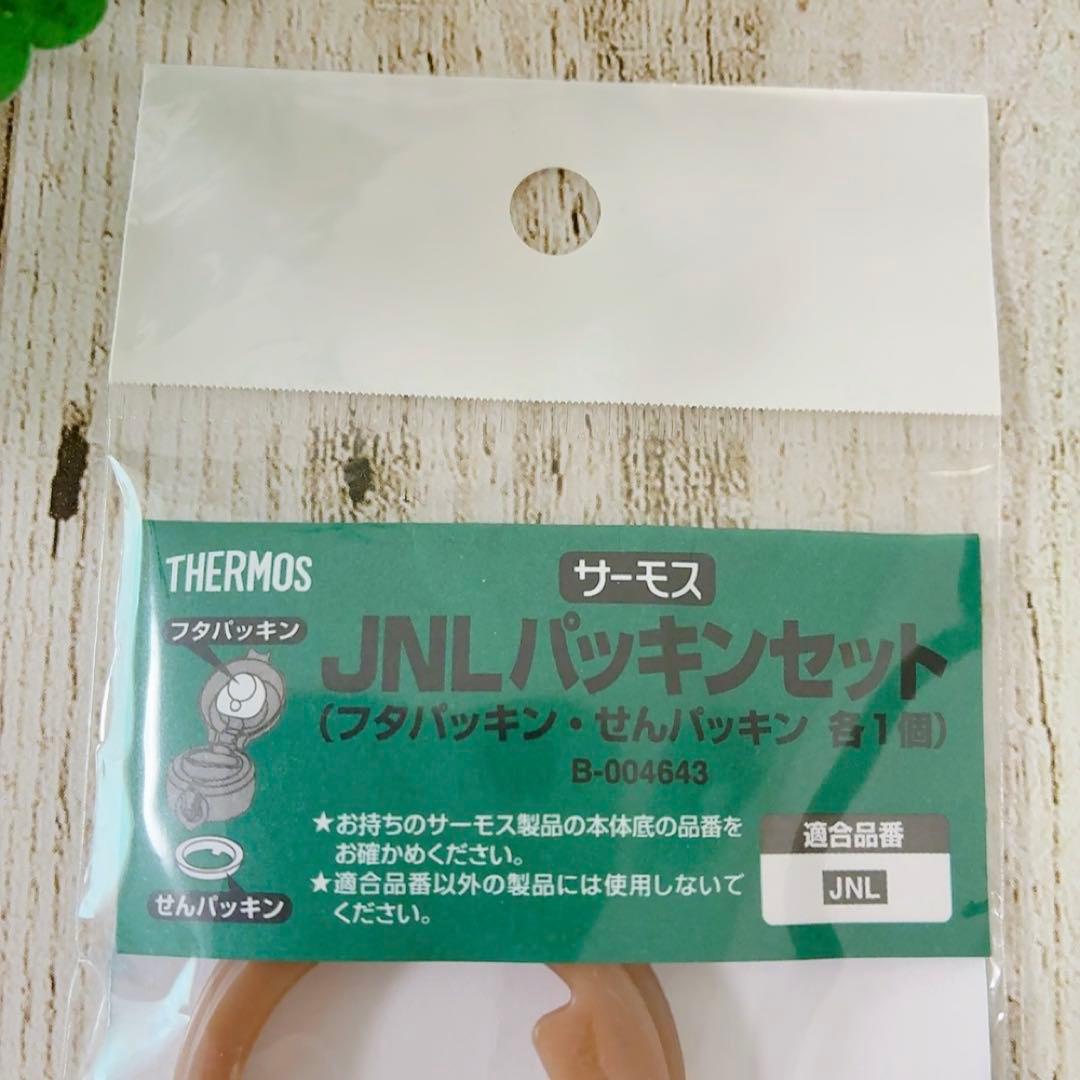 THERMOS
サーモス
フタパッキン
JNLパッキンセット
(フタパッキン・せんパッキン 各1個)
B-004643
★お持ちのサーモス製品の本体底の品番を
お確かめください。
★適合品番以外の製品には使用しないで
ください。
適合品番
JNL
せんパッキン